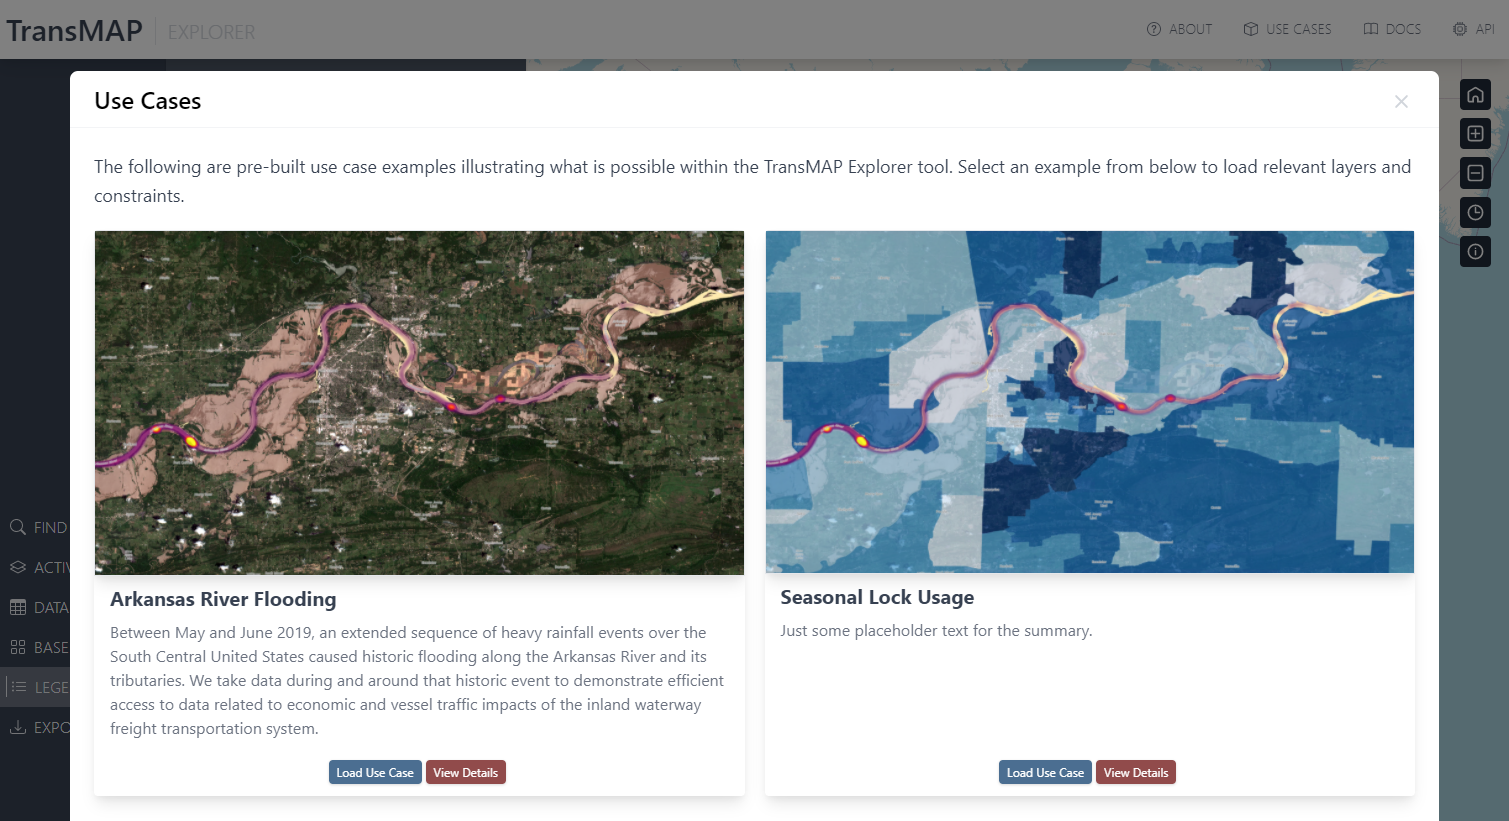 TransMAP EXPLORER
ABOUT USE CASES DOCS API
Use Cases
The following are pre-built use case examples illustrating what is possible within the TransMAP Explorer tool. Select an example from below to load relevant layers and
constraints.
Arkansas River Flooding
Between May and June 2019, an extended sequence of heavy rainfall events over the
South Central United States caused historic flooding along the Arkansas River and its
tributaries. We take data during and around that historic event to demonstrate efficient
access to data related to economic and vessel traffic impacts of the inland waterway
freight transportation system.
Load Use Case View Details
Seasonal Lock Usage
Just some placeholder text for the summary.
Load Use Case View Details
FIND
ACTIV
DATA
BASE
LEGE
EXPO